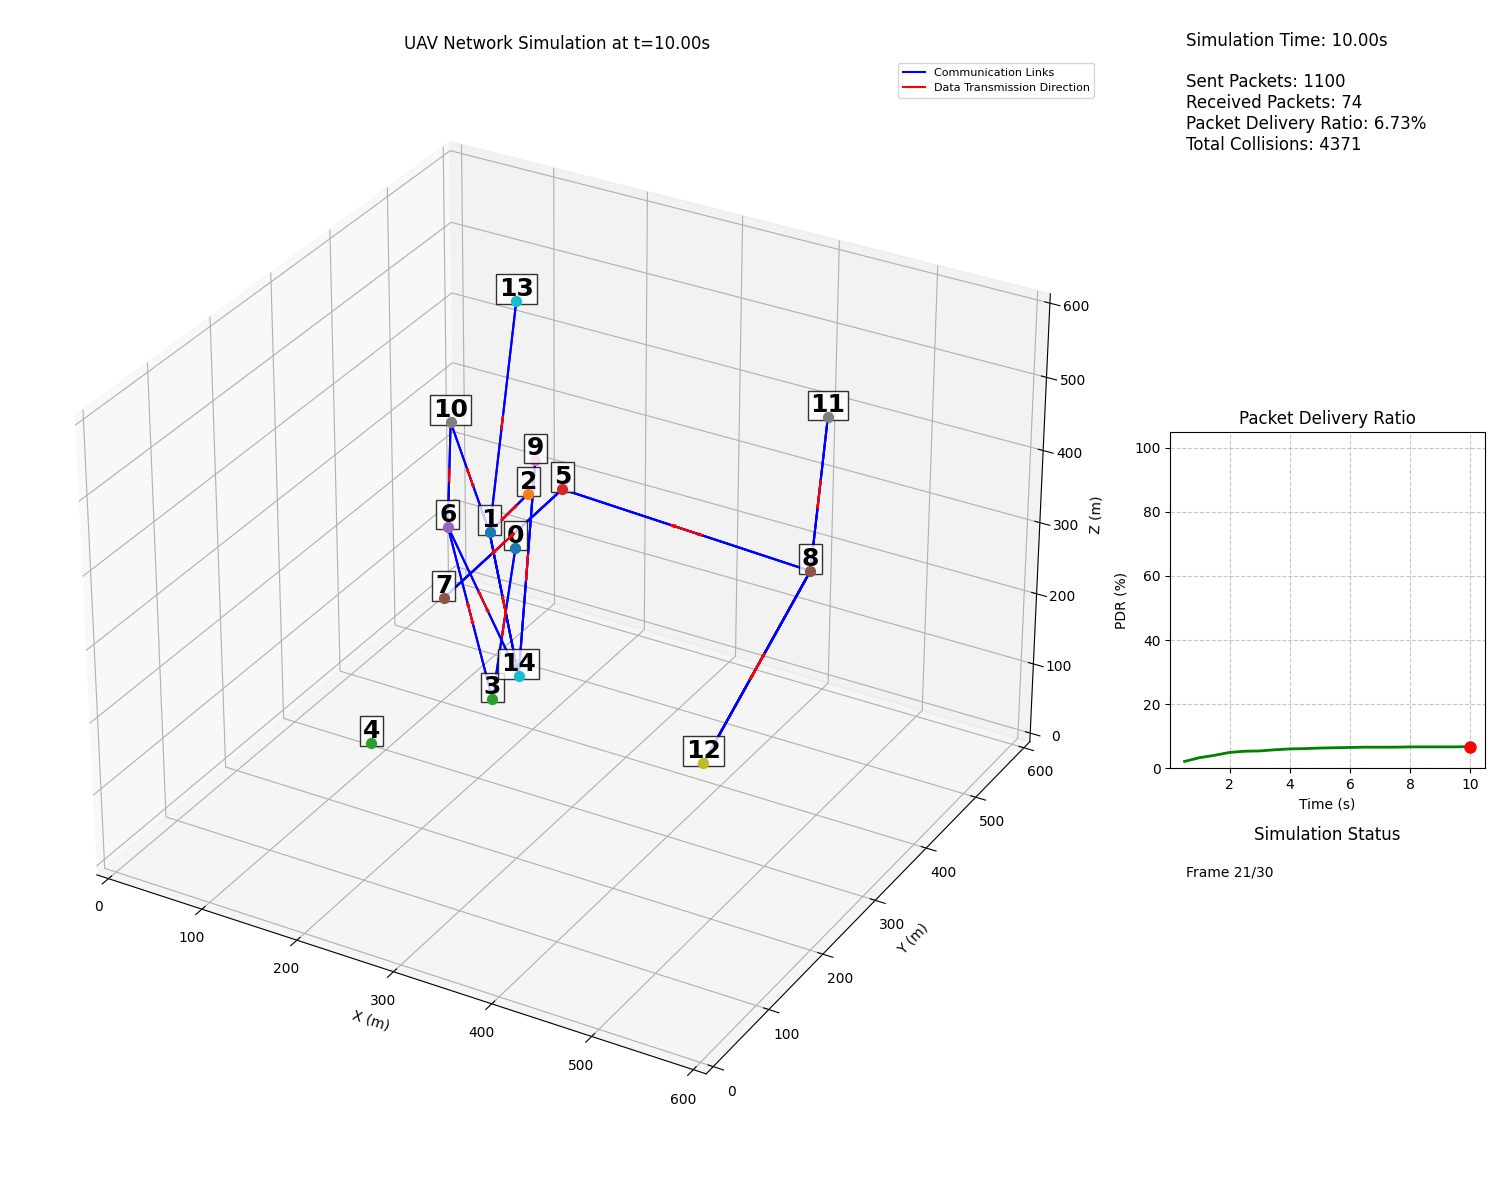 UAV Network Simulation at t=10.00s
Communication Links
Data Transmission Direction
Simulation Time: 10.00s
Sent Packets: 1100
Received Packets: 74
Packet Delivery Ratio: 6.73%
Total Collisions: 4371
13
10
11
9
2
5
6
1
0
8
7
14
3
4
12
600
500
400
300
200
100
0
Z (m)
600
500
400
300
200
100
0
Y (m)
0
100
200
300
400
500
600
X (m)
Packet Delivery Ratio
100
80
60
40
20
0
PDR (%)
2
4
6
8
10
Time (s)
Simulation Status
Frame 21/30